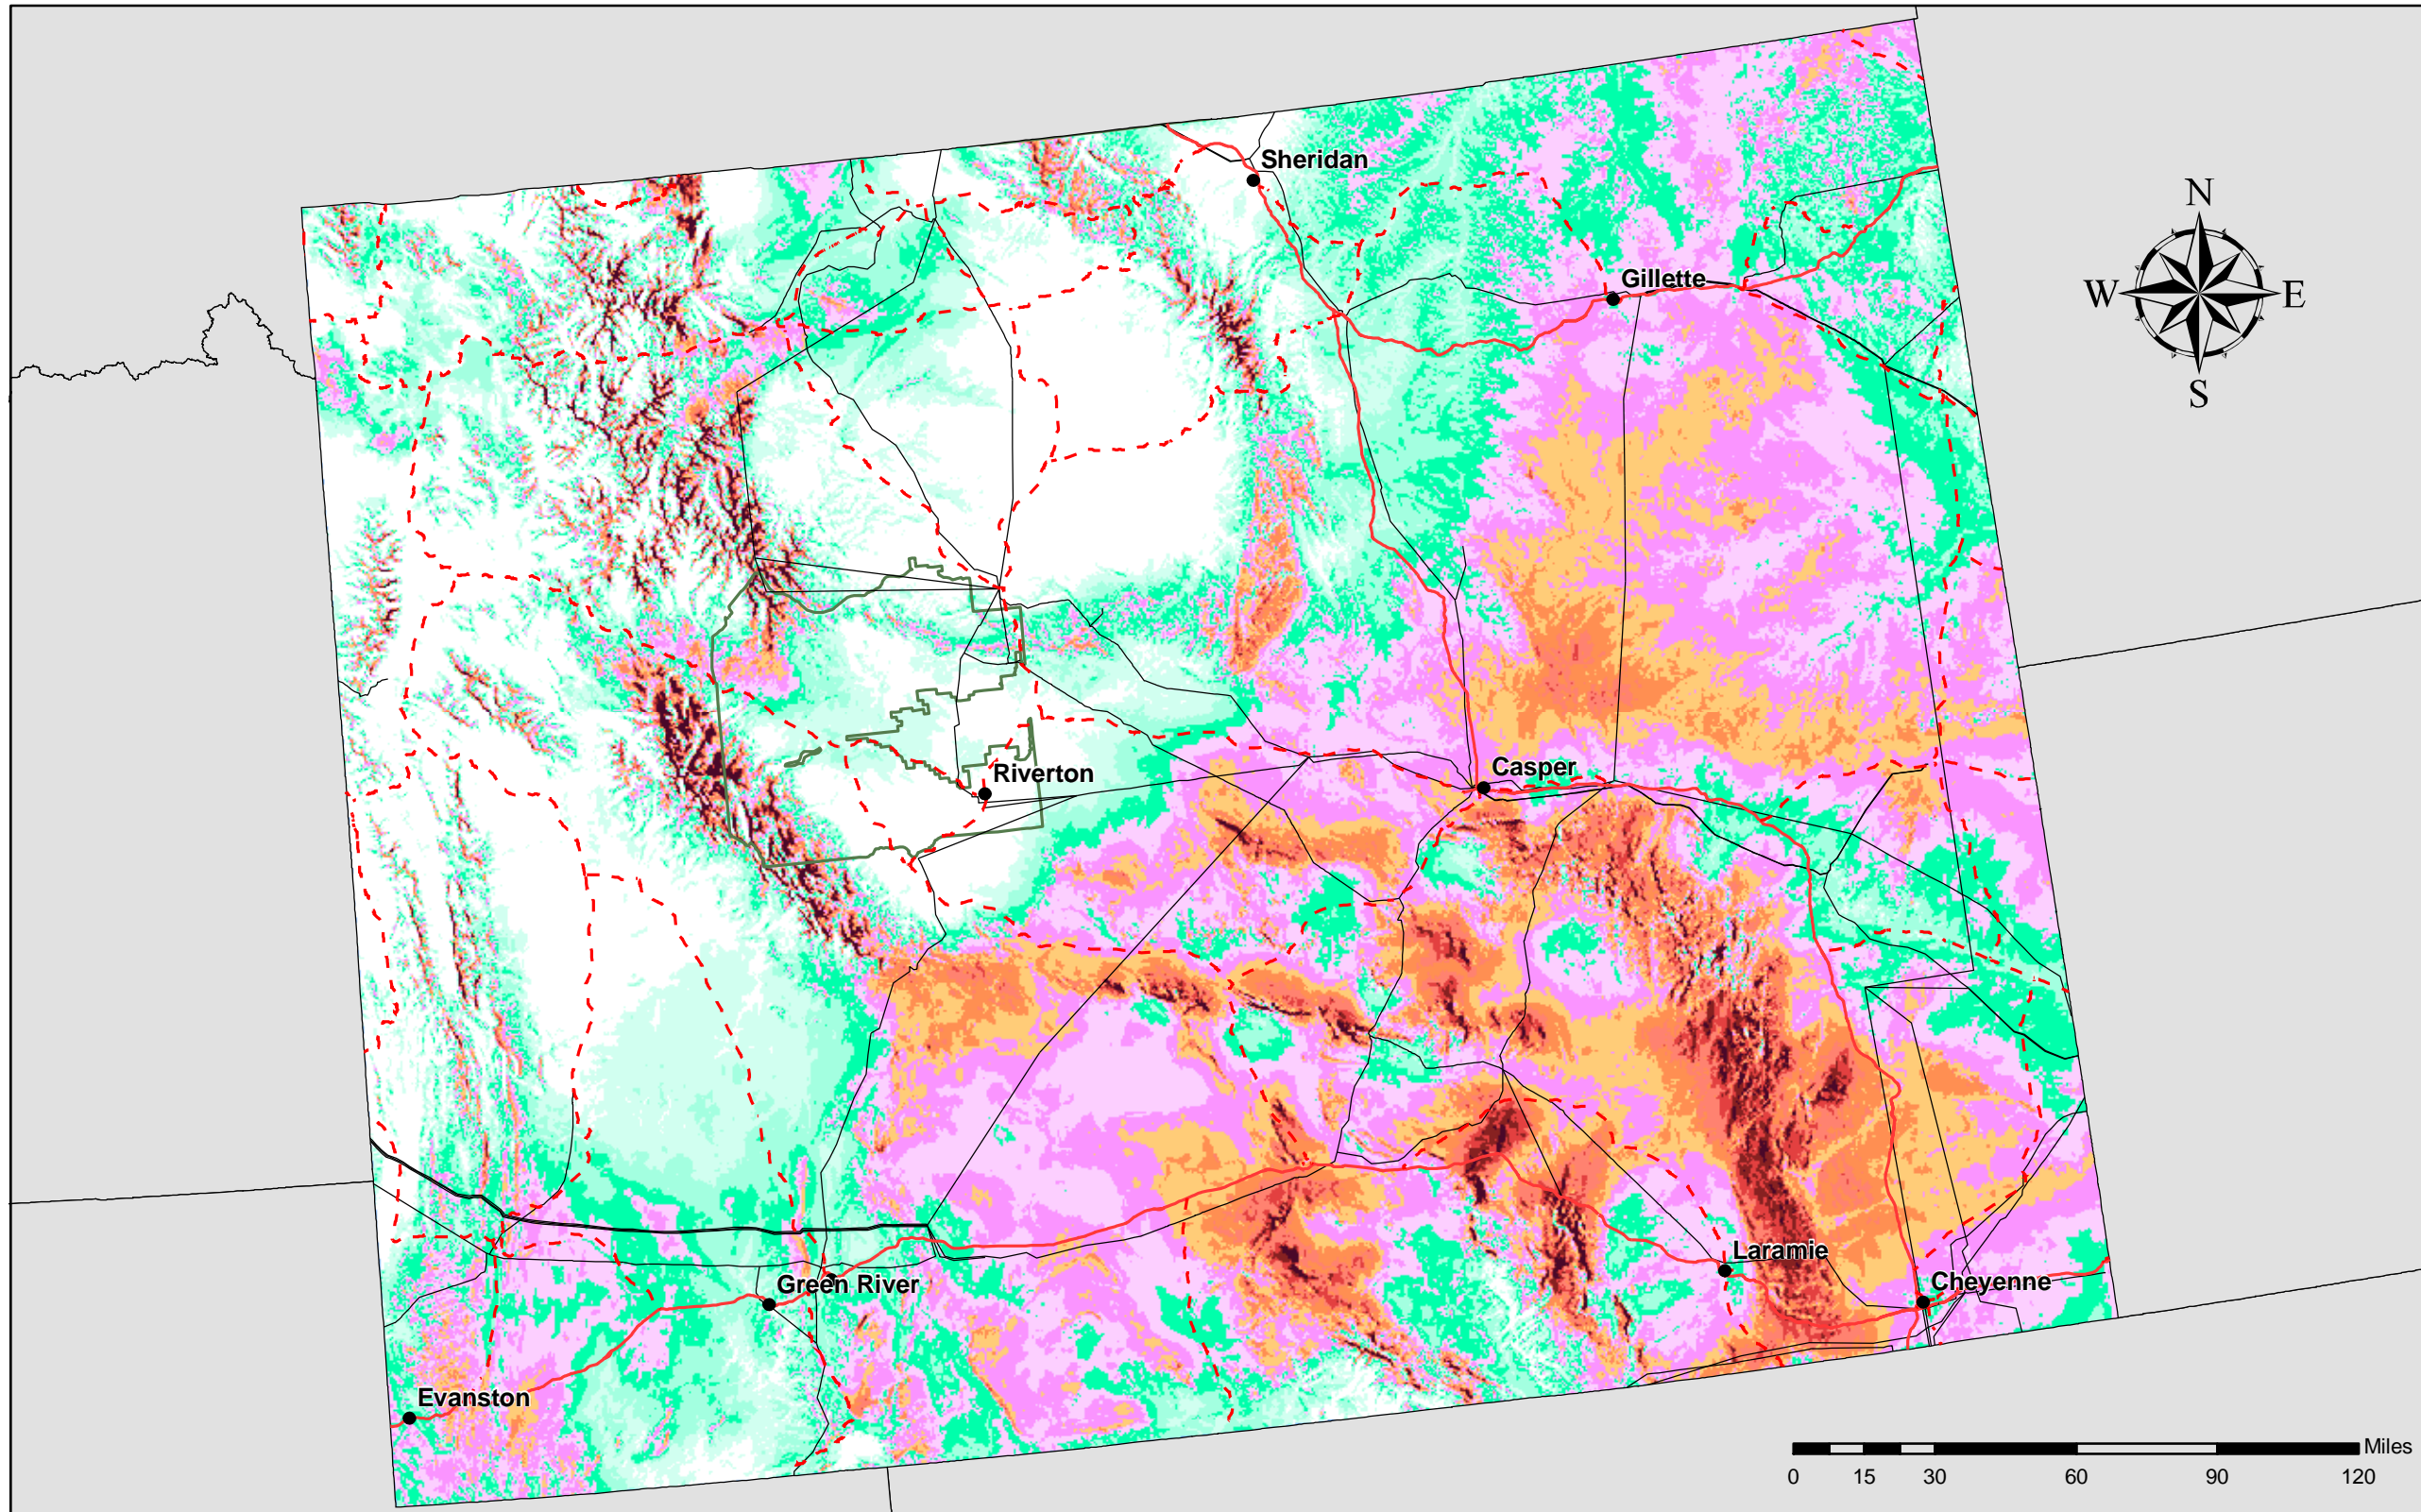 Sheridan
N
Gillette
W E
S
Casper
Riverton
Laramie
Green River
Cheyenne
Evanston
Miles
0 15 30 60 90 120